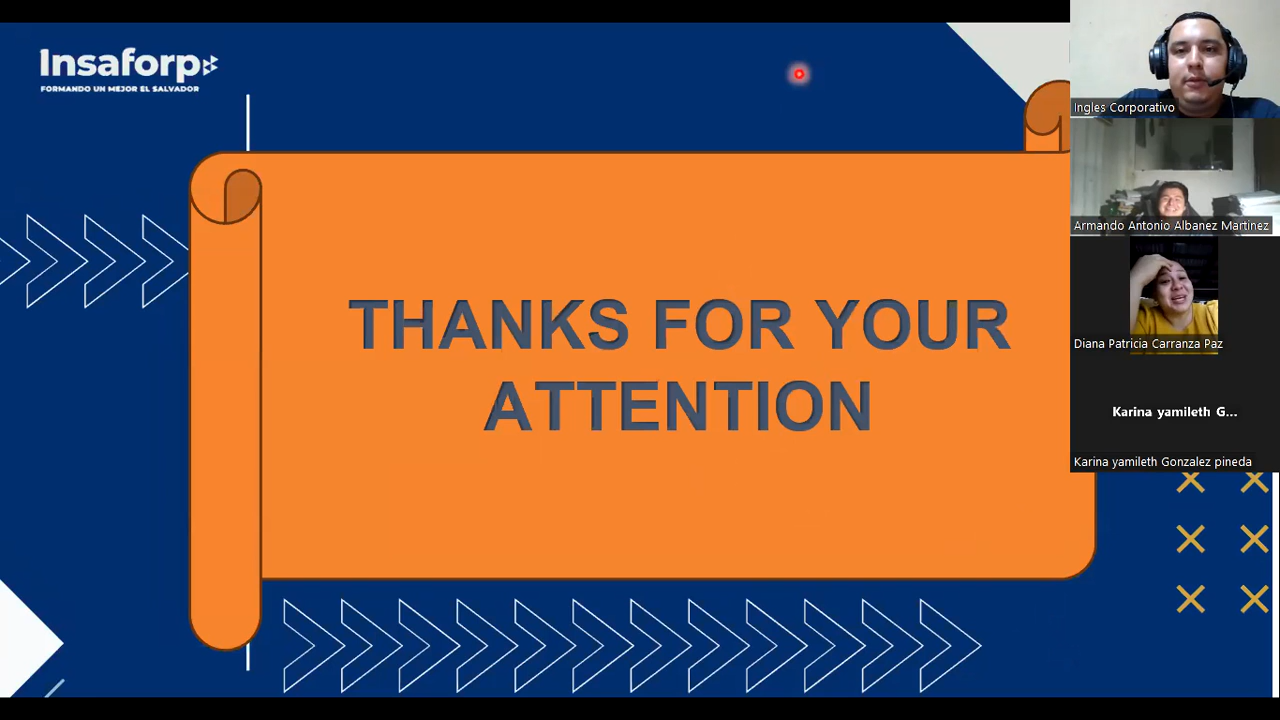 Insaforp
FORMANDO UN MEJOR EL SALVADOR
THANKS FOR YOUR
ATTENTION
Ingles Corporativo
Armando Antonio Albanez Martinez
Diana Patricia Carranza Paz
Karina yamileth G...
Karina yamileth Gonzalez pineda